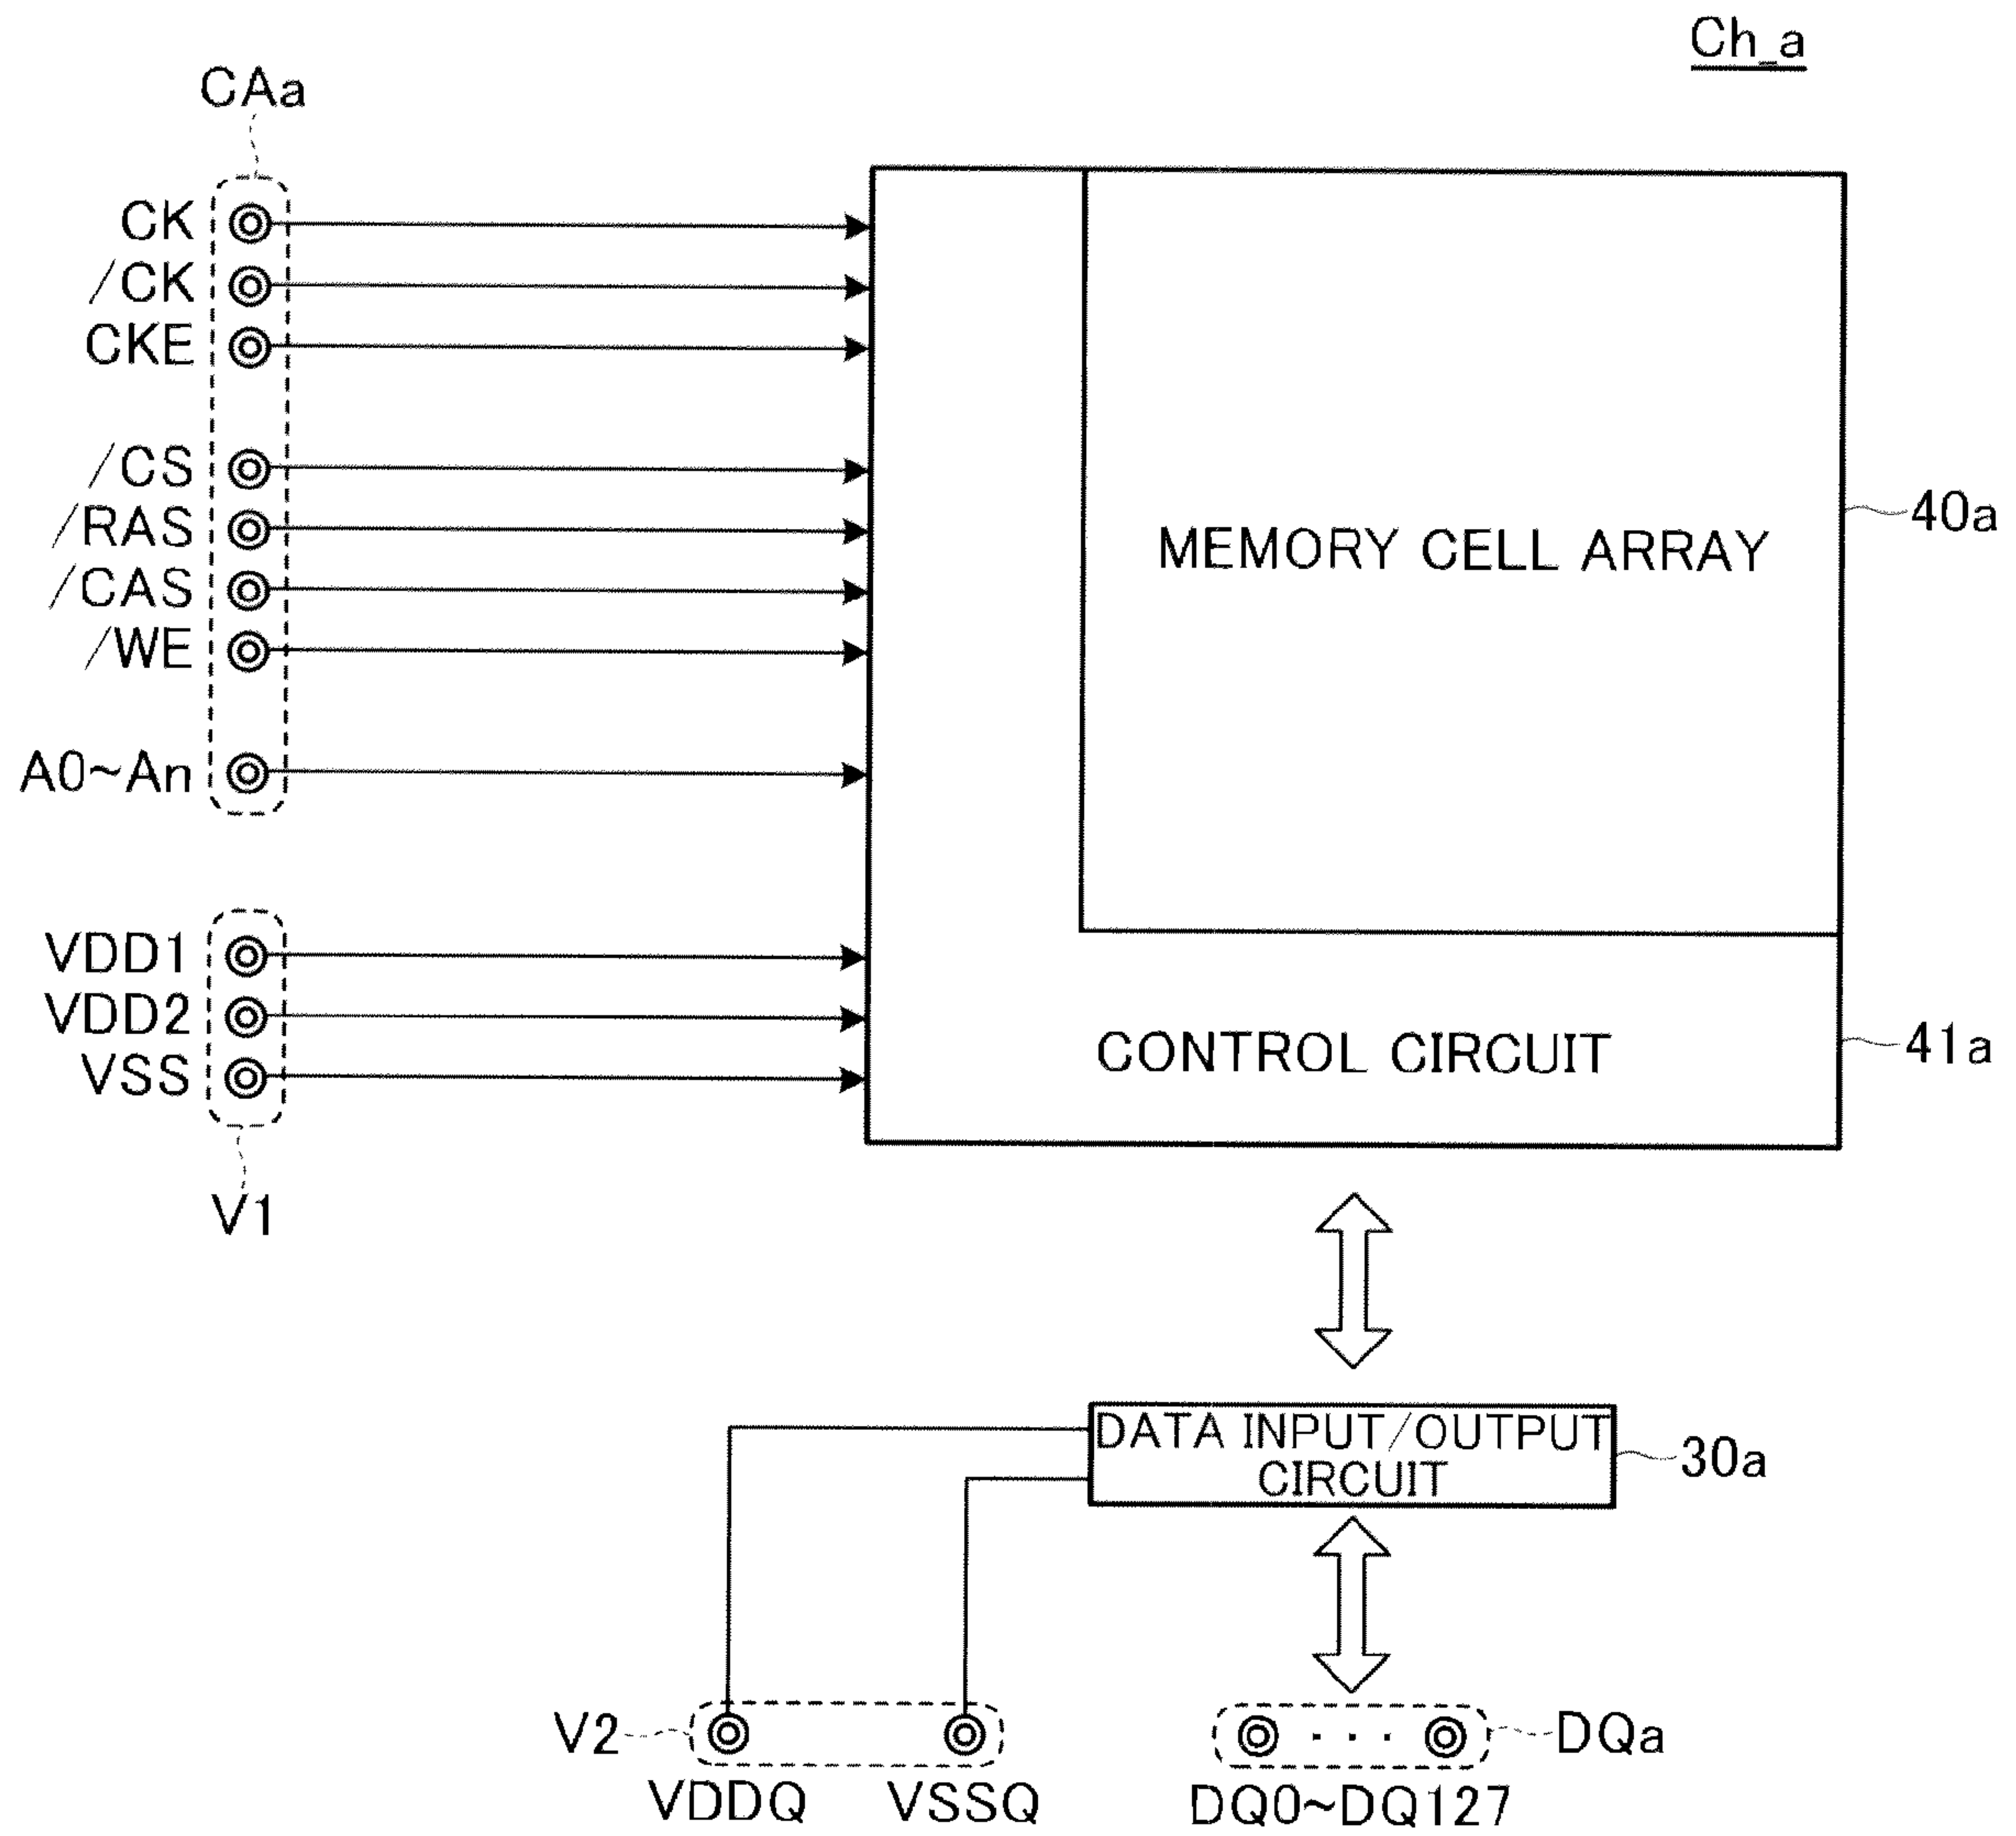 Ch_a
CAa
CK
/CK
CKE
/CS
/RAS
/CAS
/WE
A0~An
MEMORY CELL ARRAY
40a
VDD1
VDD2
VSS
CONTROL CIRCUIT
41a
V1
DATA INPUT/OUTPUT
CIRCUIT
30a
V2
VDDQ
VSSQ
. . .
DQa
DQ0~DQ127